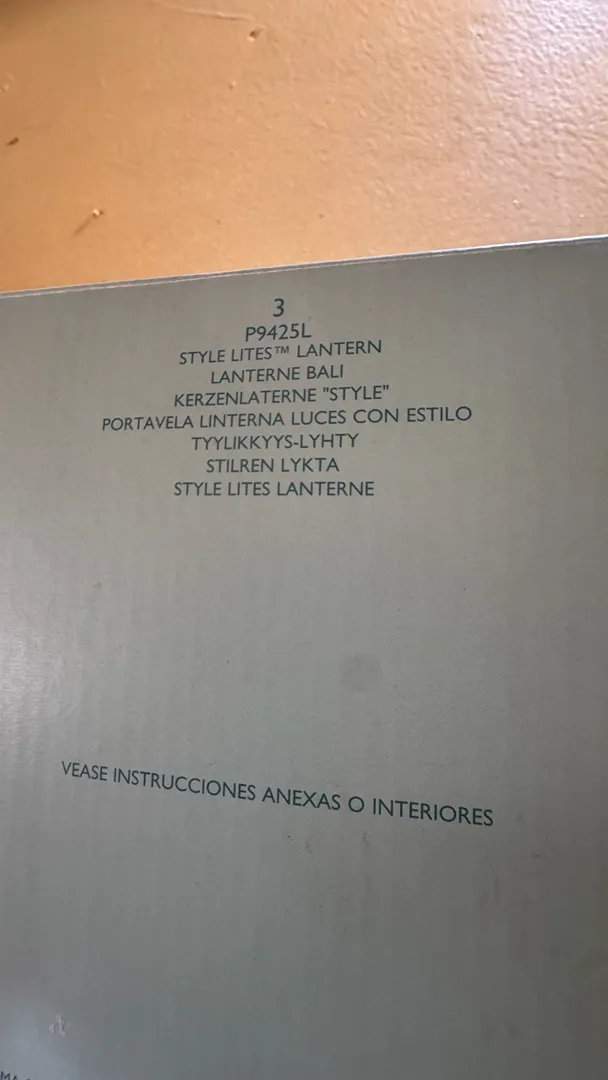 3
P9425L
STYLE LITES™ LANTERN
LANTERNE BALI
KERZENLATERNE "STYLE"
PORTAVELA LINTERNA LUCES CON ESTILO
TYYLIKKYYS-LYHTY
STILREN LYKTA
STYLE LITES LANTERNE
VEASE INSTRUCCIONES ANEXAS O INTERIORES